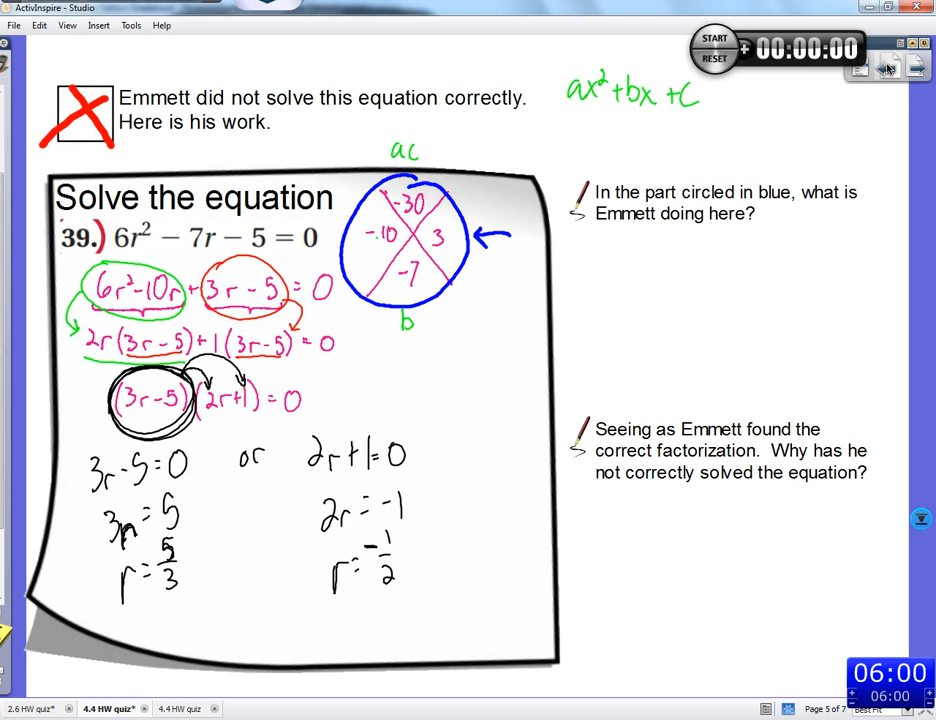 ActivInspire - Studio
File Edit View Insert Tools
START
RESET
00:00:00
Emmett did not solve this equation correctly.
Here is his work.
ax² + bx + c
ac
Solve the equation
39.) 6r² − 7r − 5 = 0
-30
-10 3
-7
b
In the part circled in blue, what is
Emmett doing here?
6r²-10r + 3r - 5 = 0
2r(3r-5) + 1(3r-5) = 0
(3r-5)(2r+1) = 0
Seeing as Emmett found the
correct factorization. Why has he
not correctly solved the equation?
3r-5=0 or 2r+1=0
3r=5 2r=-1
r=5/3 r=-1/2
06:00
06:00
2.6 HW quiz* 4.4 HW quiz* 4.4 HW quiz
Page 5 of 7 Best Fit